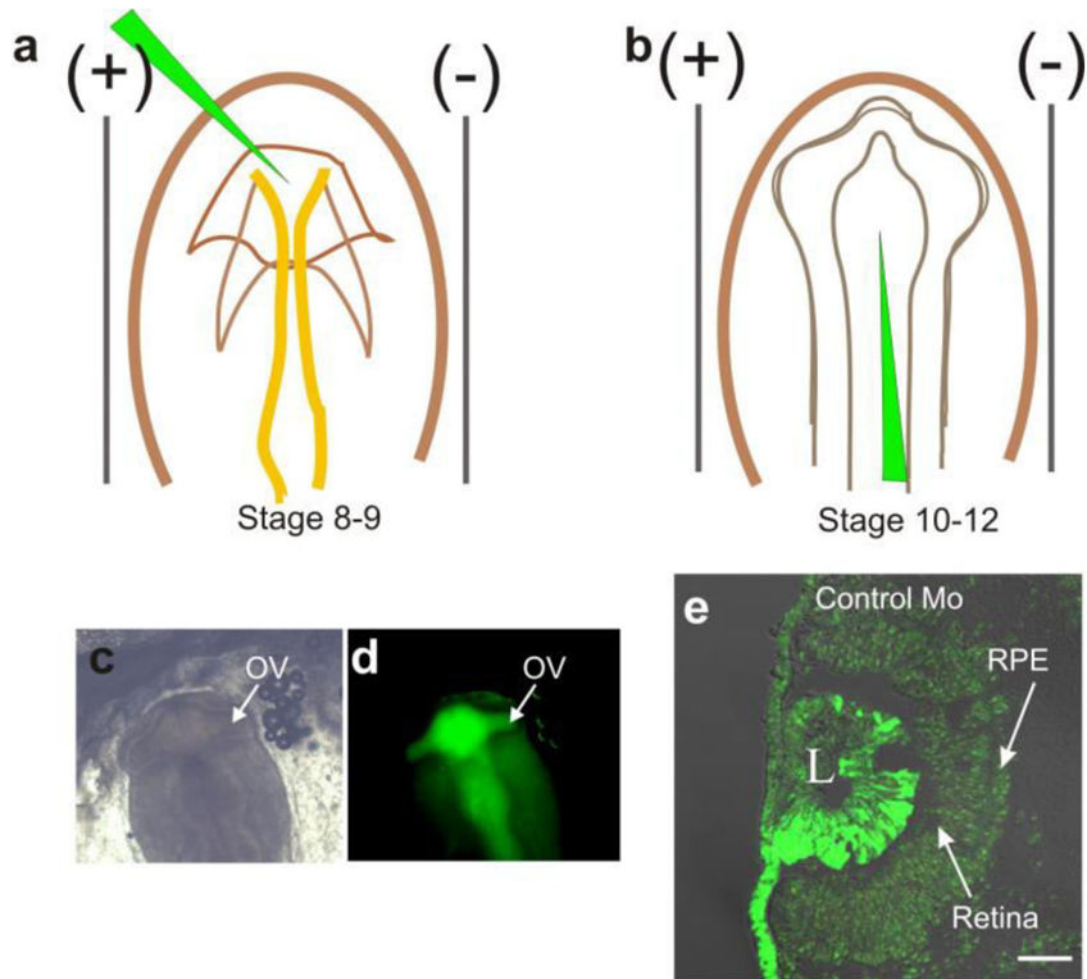 a
(+)
(-)
Stage 8-9
b
(+)
(-)
Stage 10-12
c
OV
d
OV
e
Control Mo
RPE
L
Retina